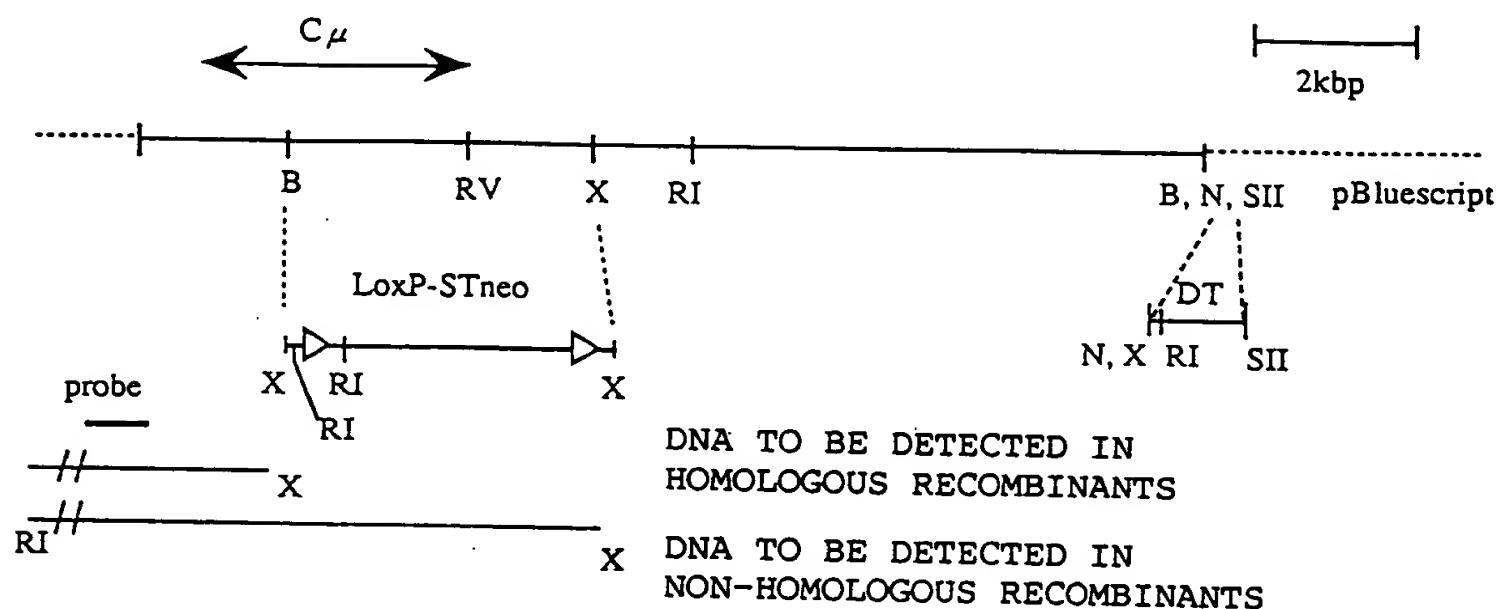 Cμ
2kbp
B RV X RI B, N, SII pBluescript
LoxP-STneo
DT
X RI X N, X RI SII
probe
RI
DNA TO BE DETECTED IN
HOMOLOGOUS RECOMBINANTS
X
RI
X
DNA TO BE DETECTED IN
NON-HOMOLOGOUS RECOMBINANTS